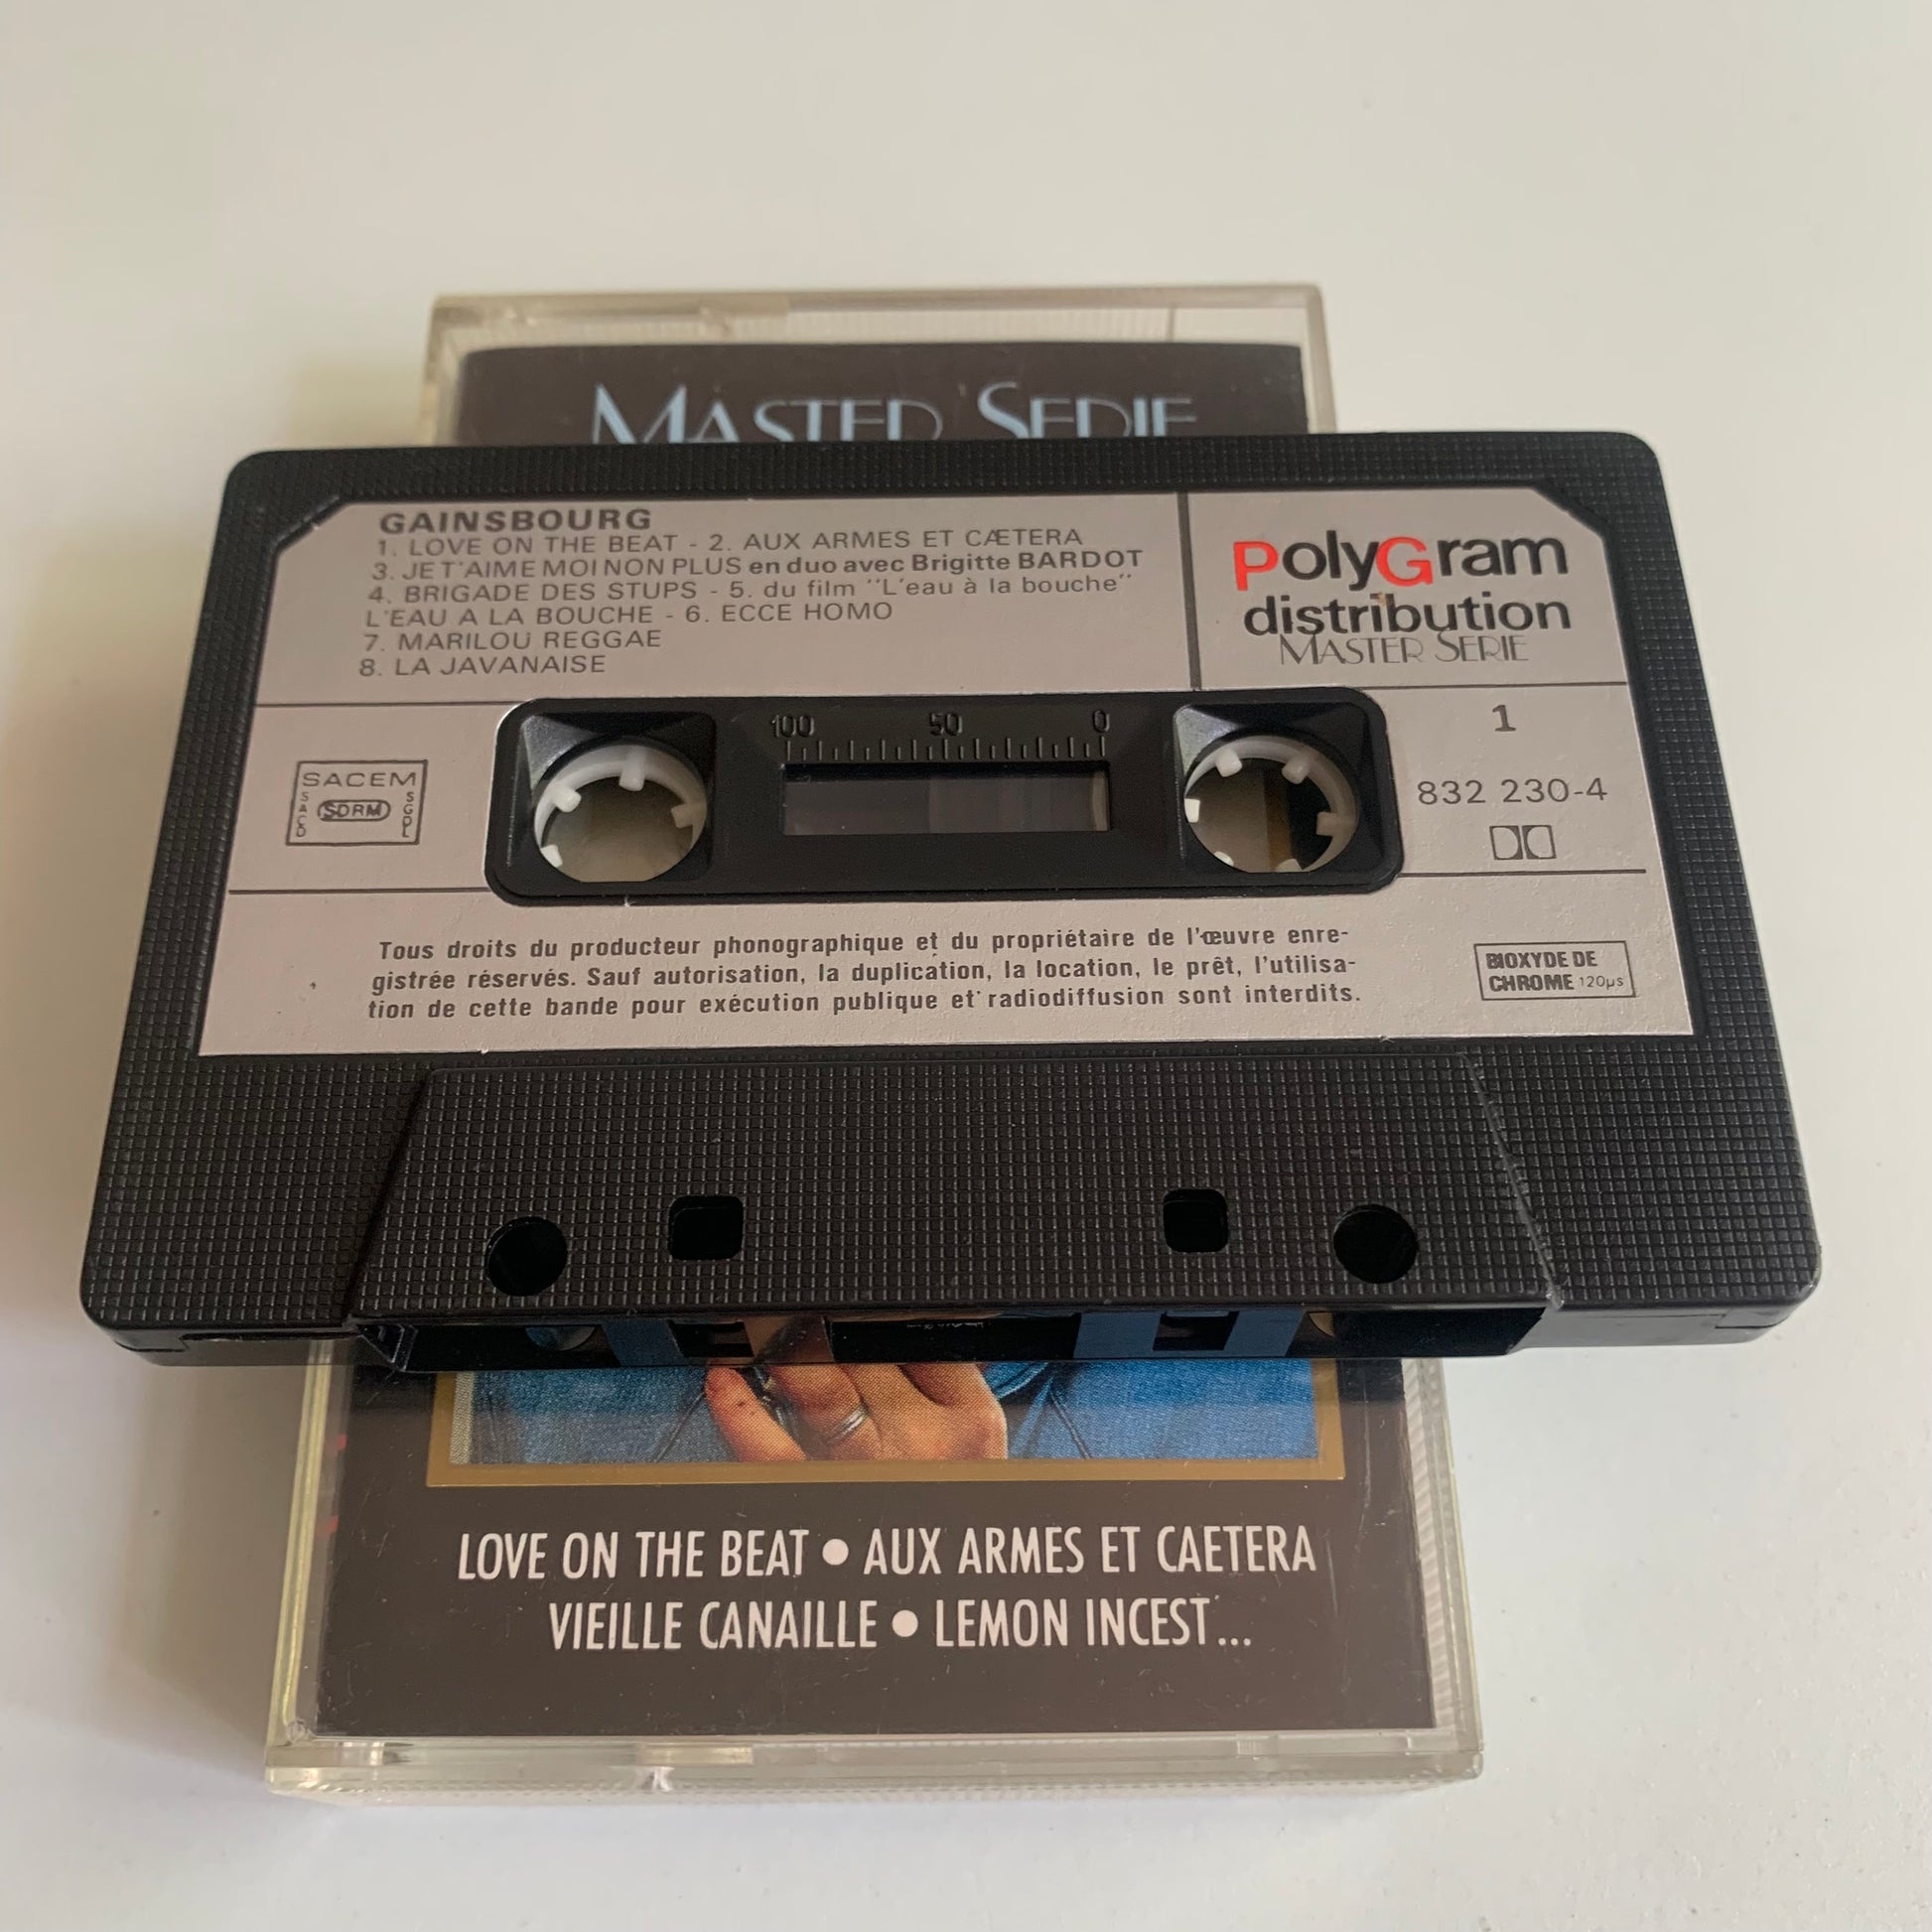 MASTER SERIE
GAINSBOURG
1. LOVE ON THE BEAT - 2. AUX ARMES ET CÆTERA
3. JE T'AIME MOI NON PLUS en duo avec Brigitte BARDOT
4. BRIGADE DES STUPS - 5. du film "L'eau à la bouche"
L'EAU A LA BOUCHE - 6. ECCE HOMO
7. MARILOU REGGAE
8. LA JAVANAISE
PolyGram
distribution
MASTER SERIE
100 50 0
1
832 230-4
SACEM
SACD
SDRM
SGDL
Tous droits du producteur phonographique et du propriétaire de l'œuvre enre-
gistrée réservés. Sauf autorisation, la duplication, la location, le prêt, l'utilisa-
tion de cette bande pour exécution publique et radiodiffusion sont interdits.
BIOXYDE DE
CHROME 120µs
LOVE ON THE BEAT • AUX ARMES ET CAETERA
VIEILLE CANAILLE • LEMON INCEST...